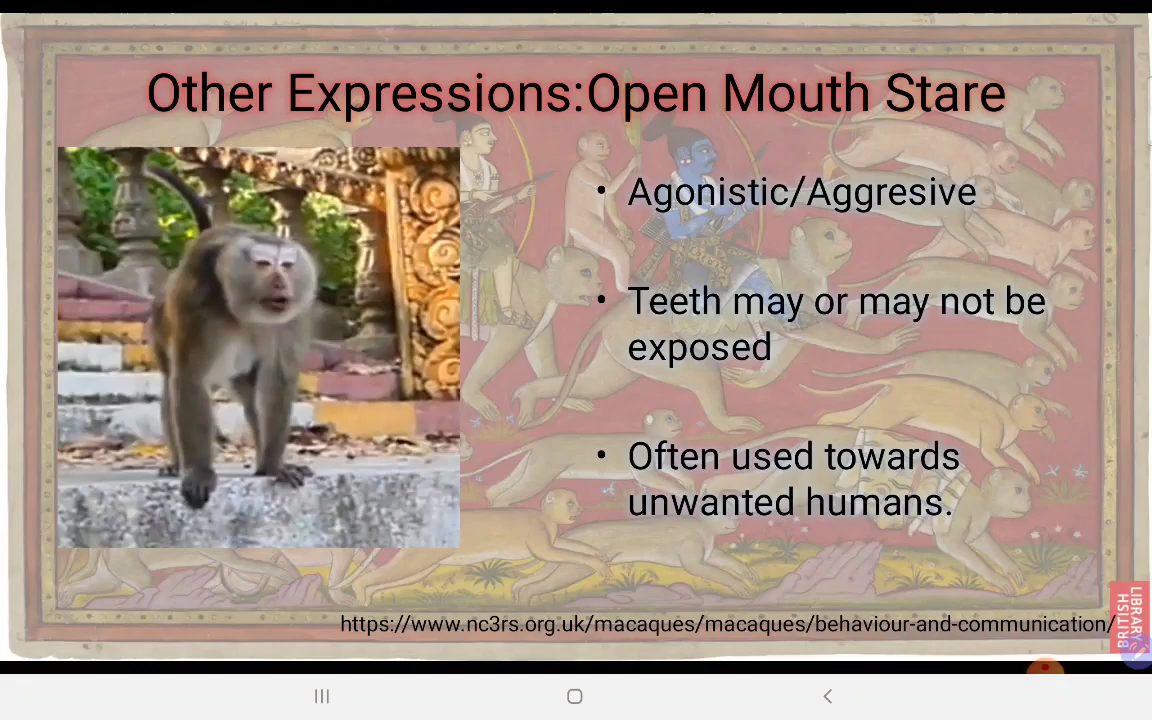 Other Expressions:Open Mouth Stare
• Agonistic/Aggresive
• Teeth may or may not be
exposed
• Often used towards
unwanted humans.
https://www.nc3rs.org.uk/macaques/macaques/behaviour-and-communication/
BRITISH
LIBRARY